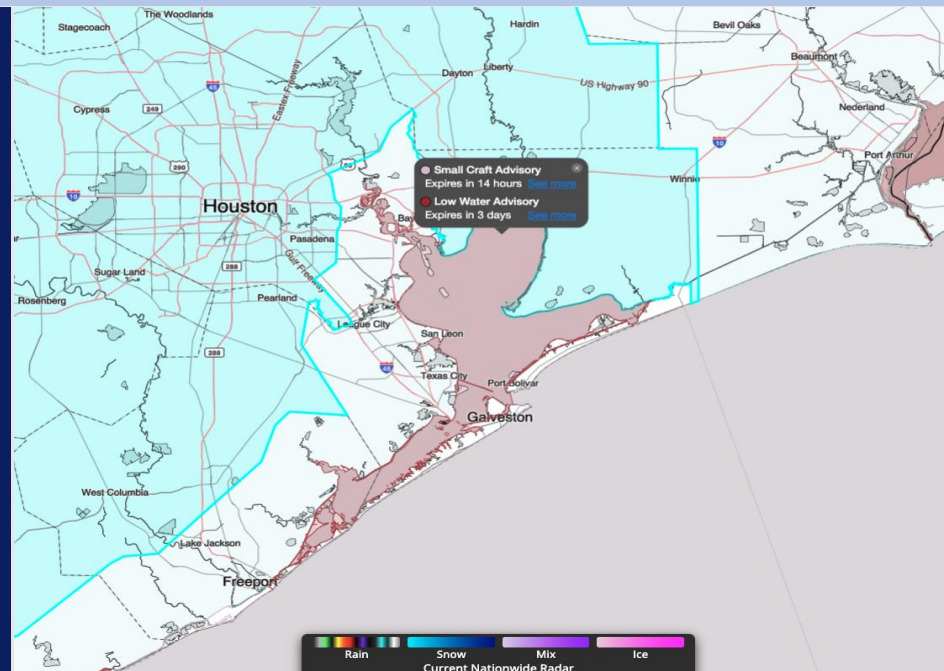 The Woodlands
Stagecoach
Hardin
Bevil Oaks
Beaumont
Dayton
Liberty
US Highway 90
Eastex Freeway
45
Cypress
249
Nederland
290
10
Port Arthur
Small Craft Advisory
Expires in 14 hours See more
Low Water Advisory
Expires in 3 days See more
Winnie
10
Houston
Bay
Pasadena
288
Gulf Freeway
Sugar Land
Rosenberg
Pearland
League City
San Leon
288
45
Texas City
Port Bolivar
Galveston
West Columbia
Lake Jackson
Freeport
Rain
Snow
Mix
Ice
Current Nationwide Radar